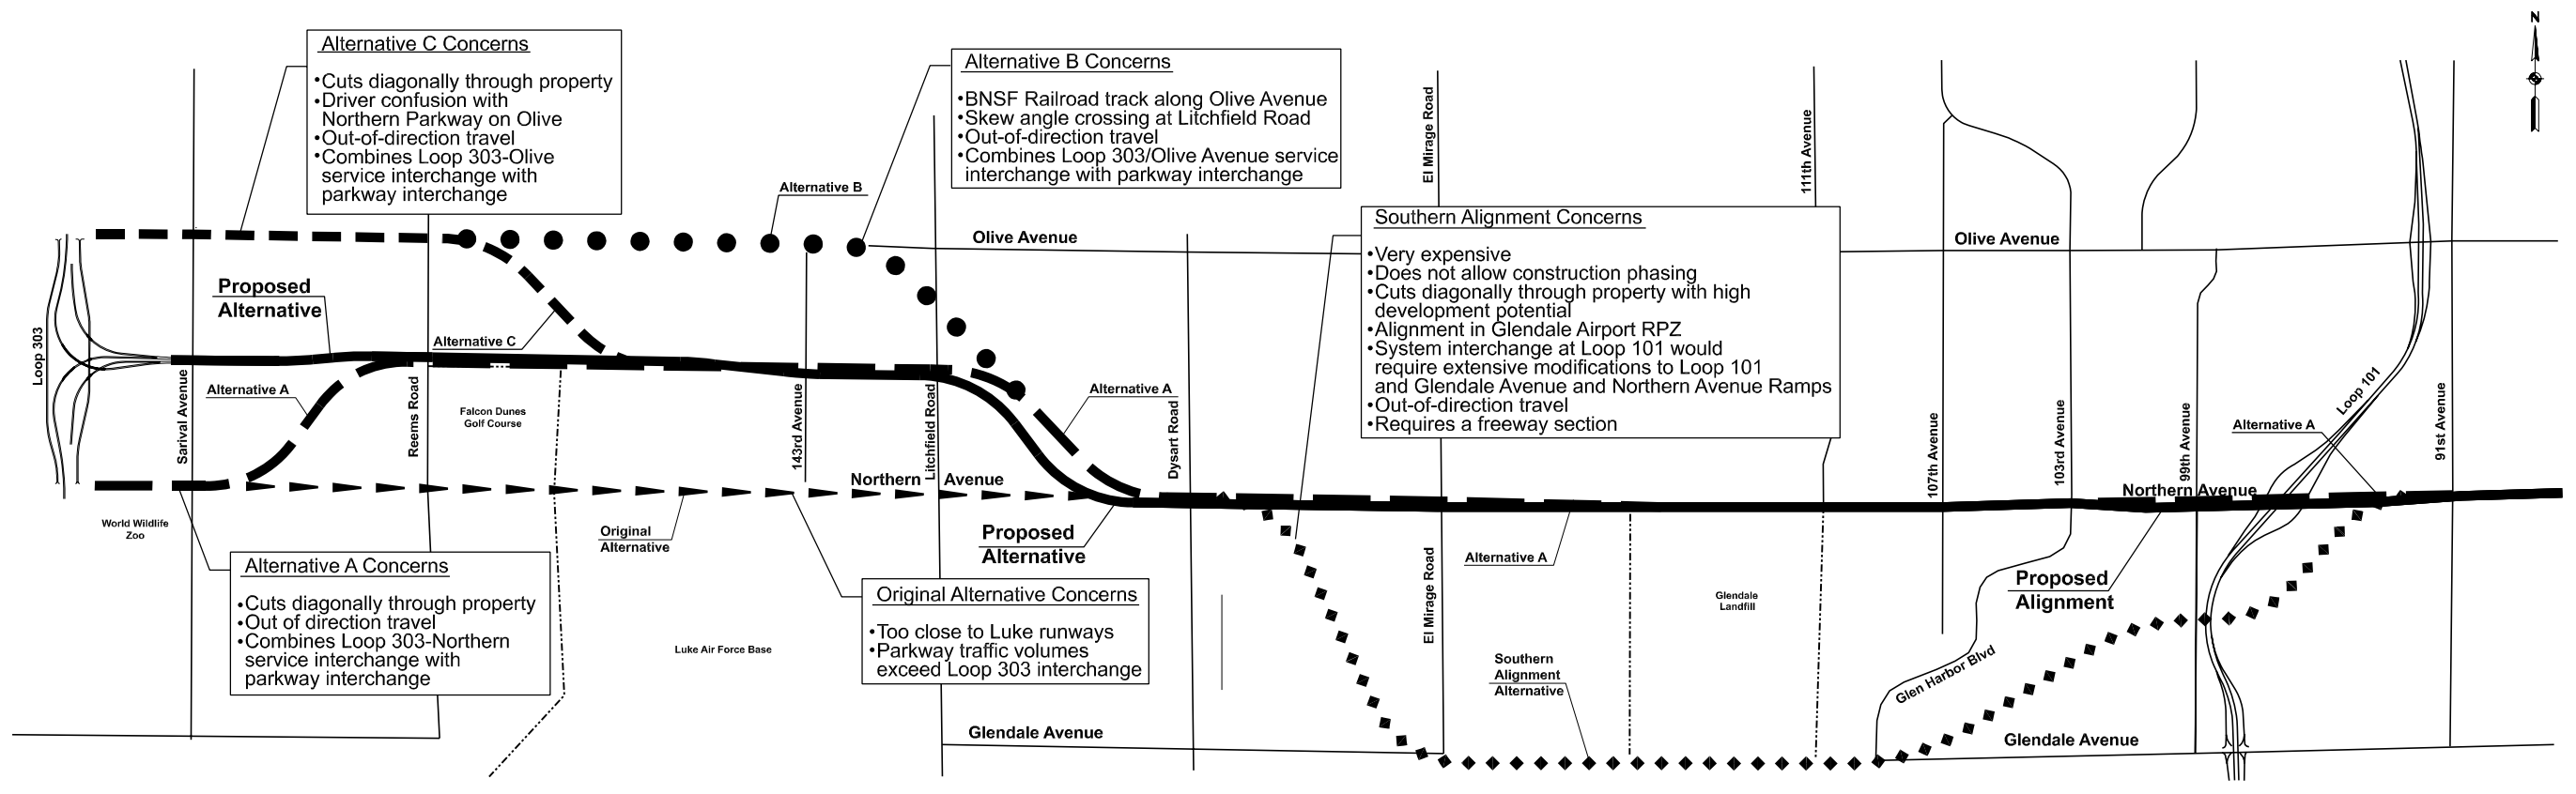 N
Alternative C Concerns
•Cuts diagonally through property
•Driver confusion with
Northern Parkway on Olive
•Out-of-direction travel
•Combines Loop 303-Olive
service interchange with
parkway interchange
Alternative B Concerns
•BNSF Railroad track along Olive Avenue
•Skew angle crossing at Litchfield Road
•Out-of-direction travel
•Combines Loop 303/Olive Avenue service
interchange with parkway interchange
Alternative B
El Mirage Road
111th Avenue
Southern Alignment Concerns
•Very expensive
•Does not allow construction phasing
•Cuts diagonally through property with high
development potential
•Alignment in Glendale Airport RPZ
•System interchange at Loop 101 would
require extensive modifications to Loop 101
and Glendale Avenue and Northern Avenue Ramps
•Out-of-direction travel
•Requires a freeway section
Olive Avenue
Olive Avenue
Proposed
Alternative
Loop 303
Alternative C
Alternative A
Sarival Avenue
Reems Road
Falcon Dunes
Golf Course
143rd Avenue
Litchfield Road
Alternative A
Dysart Road
107th Avenue
103rd Avenue
99th Avenue
Alternative A
Loop 101
91st Avenue
Northern Avenue
Northern Avenue
World Wildlife
Zoo
Original
Alternative
Proposed
Alternative
El Mirage Road
Alternative A
Proposed
Alignment
Glendale
Landfill
Alternative A Concerns
•Cuts diagonally through property
•Out of direction travel
•Combines Loop 303-Northern
service interchange with
parkway interchange
Luke Air Force Base
Original Alternative Concerns
•Too close to Luke runways
•Parkway traffic volumes
exceed Loop 303 interchange
Southern
Alignment
Alternative
Glen Harbor Blvd
Glendale Avenue
Glendale Avenue